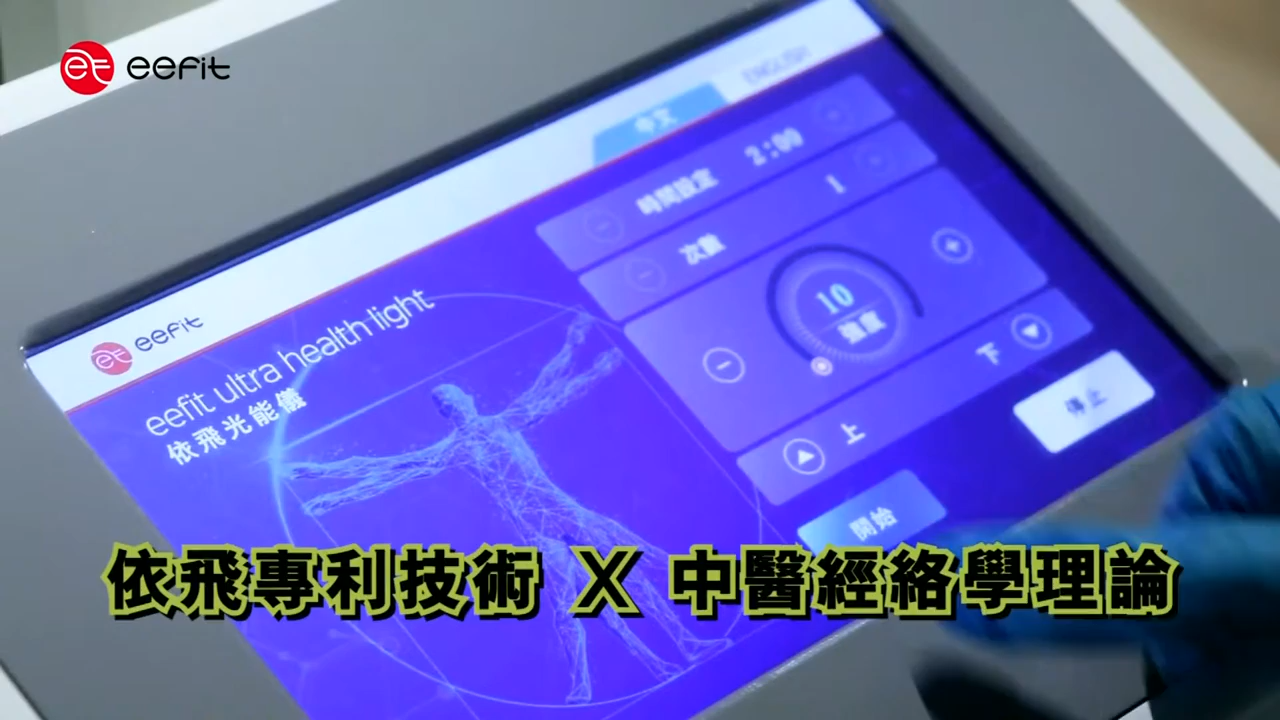 eefit
中文
ENGLISH
時間設定 2:00
次數 1
10
強度
下
上
停止
開始
eefit
eefit ultra health light
依飛光能儀
依飛專利技術 X 中醫經絡學理論